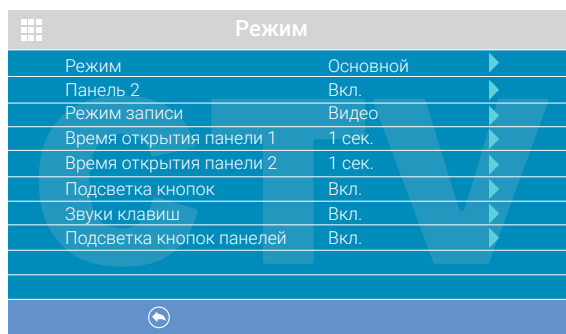 Режим
Режим Основной
Панель 2 Вкл.
Режим записи Видео
Время открытия панели 1 1 сек.
Время открытия панели 2 1 сек.
Подсветка кнопок Вкл.
Звуки клавиш Вкл.
Подсветка кнопок панелей Вкл.
CTV